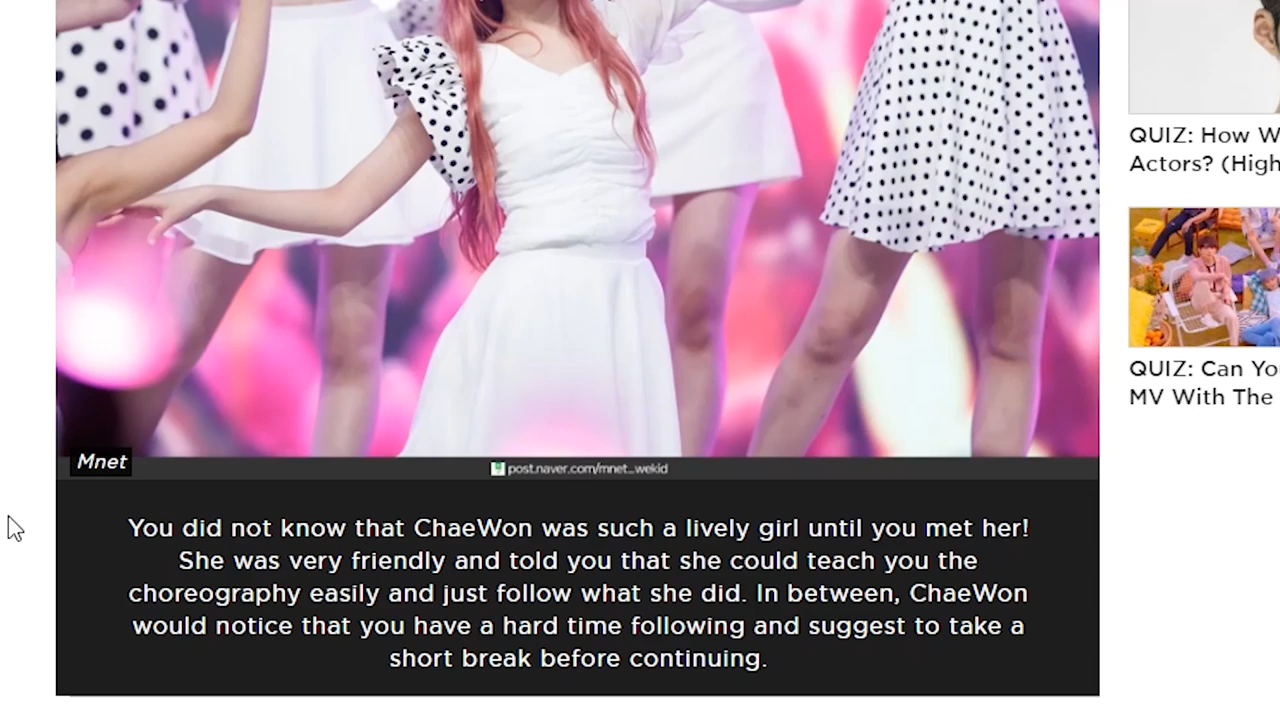 Mnet
post.naver.com/mnet_wekid
You did not know that ChaeWon was such a lively girl until you met her!
She was very friendly and told you that she could teach you the
choreography easily and just follow what she did. In between, ChaeWon
would notice that you have a hard time following and suggest to take a
short break before continuing.
QUIZ: How W
Actors? (High
QUIZ: Can Yo
MV With The